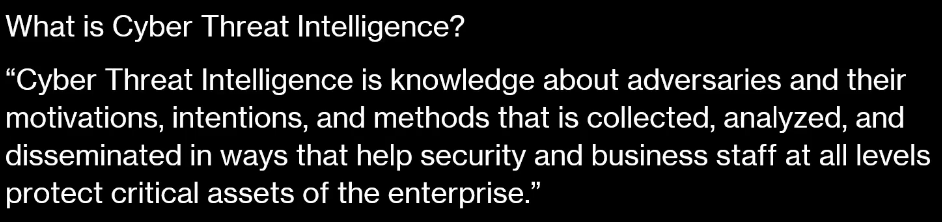 What is Cyber Threat Intelligence?
“Cyber Threat Intelligence is knowledge about adversaries and their
motivations, intentions, and methods that is collected, analyzed, and
disseminated in ways that help security and business staff at all levels
protect critical assets of the enterprise.”